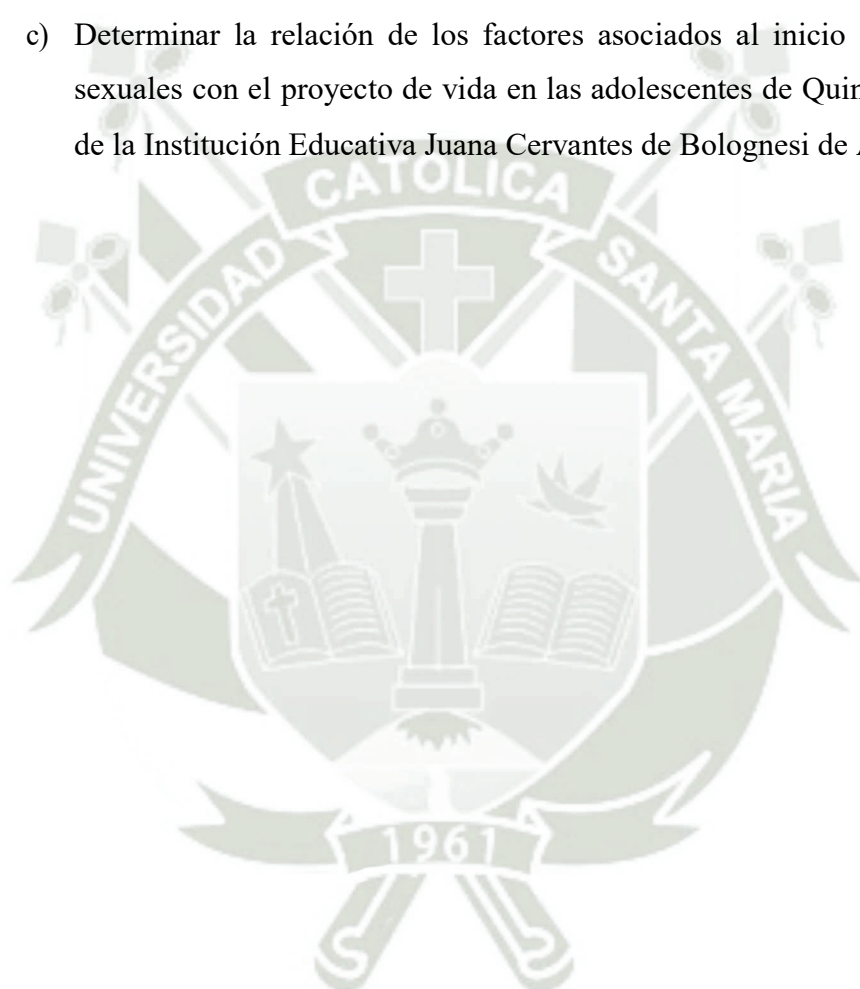 c) Determinar la relación de los factores asociados al inicio
sexuales con el proyecto de vida en las adolescentes de
de la Institución Educativa Juana Cervantes de Bolognesi de
CATOLICA
UNIVERSIDAD
SANTA MARIA
1961